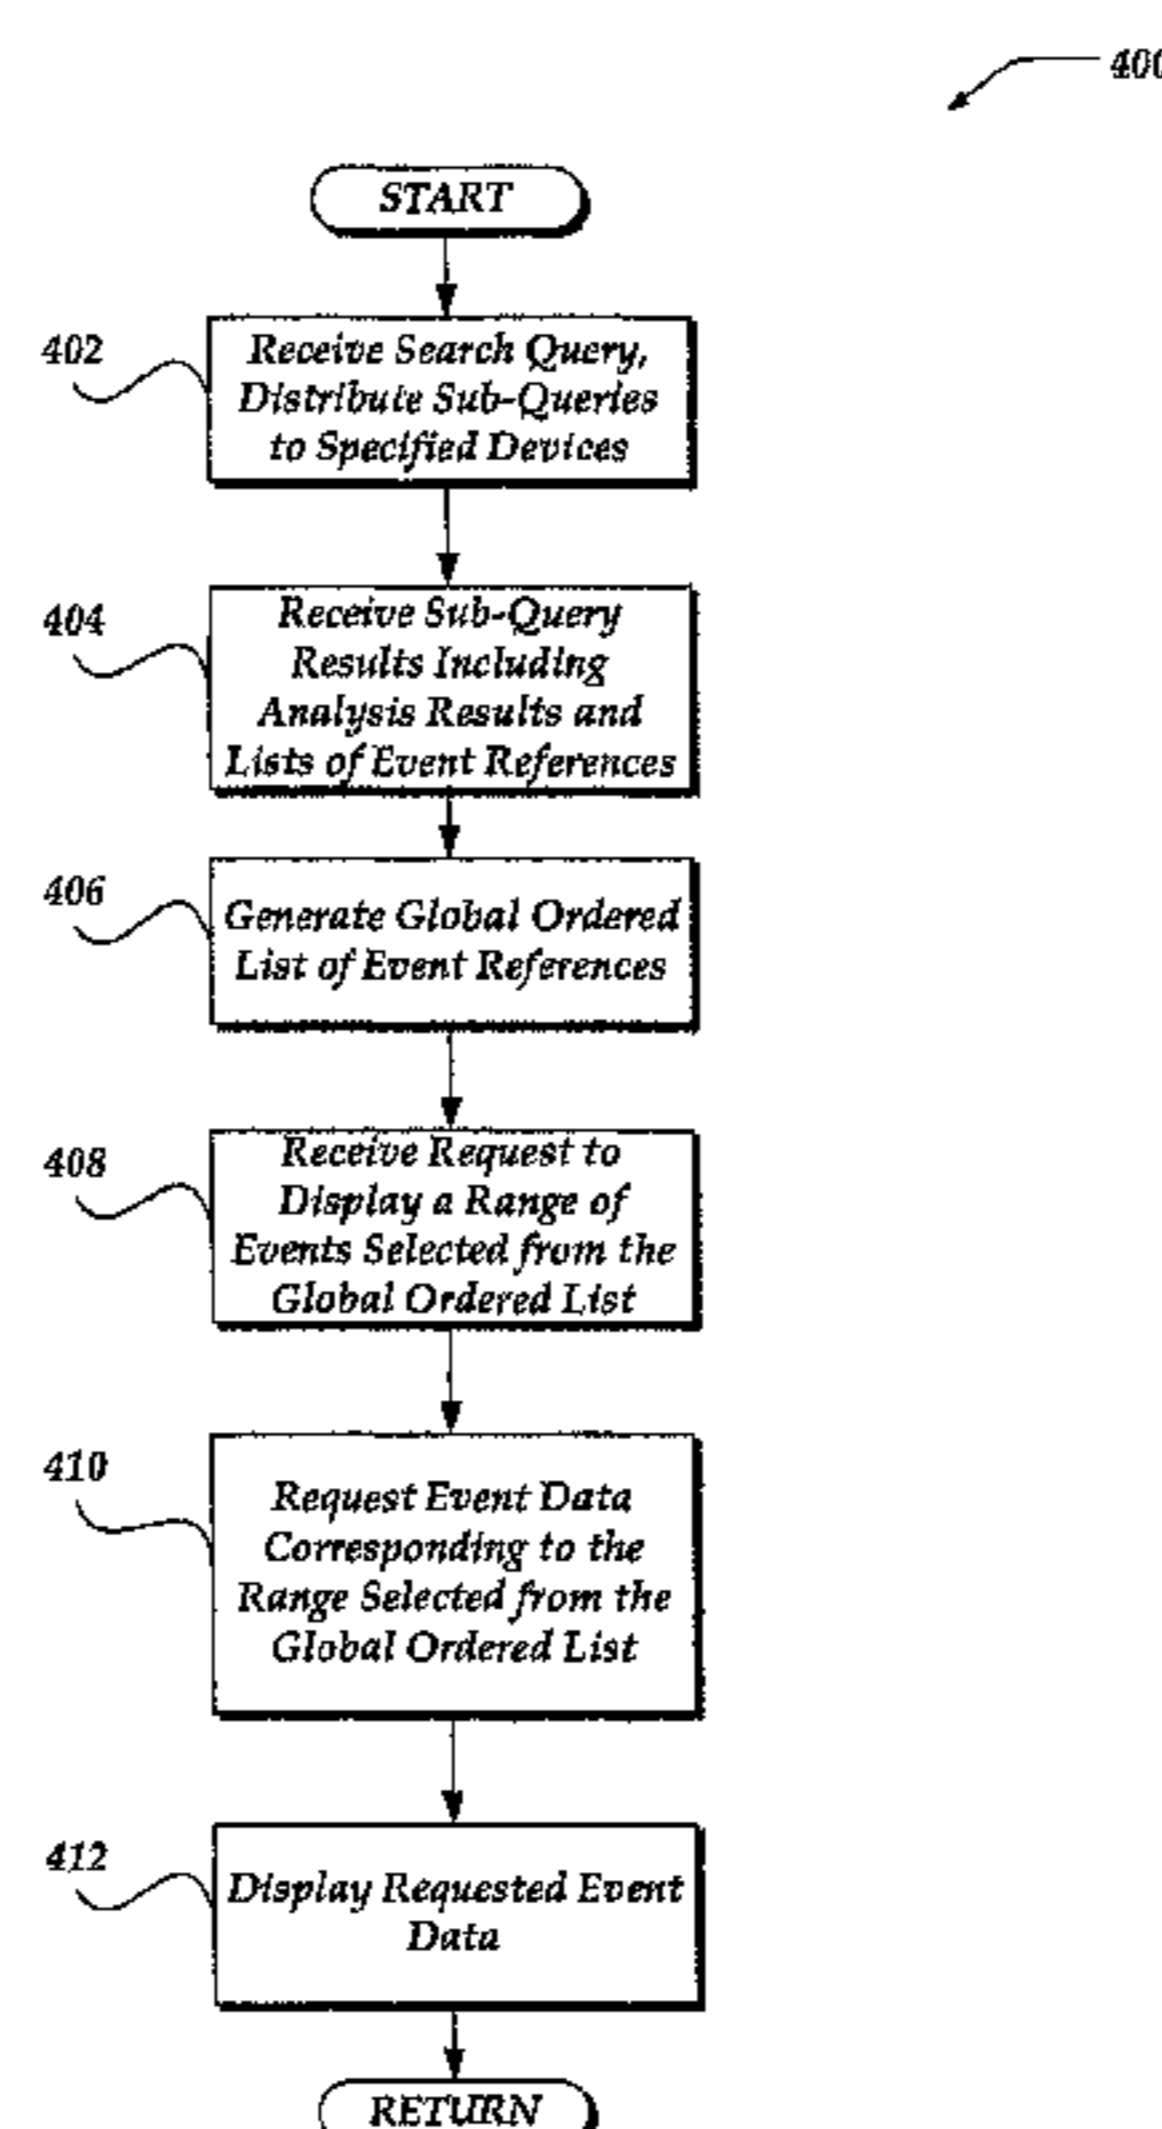 400
START
402
Receive Search Query,
Distribute Sub-Queries
to Specified Devices
404
Receive Sub-Query
Results Including
Analysis Results and
Lists of Event References
406
Generate Global Ordered
List of Event References
408
Receive Request to
Display a Range of
Events Selected from the
Global Ordered List
410
Request Event Data
Corresponding to the
Range Selected from the
Global Ordered List
412
Display Requested Event
Data
RETURN